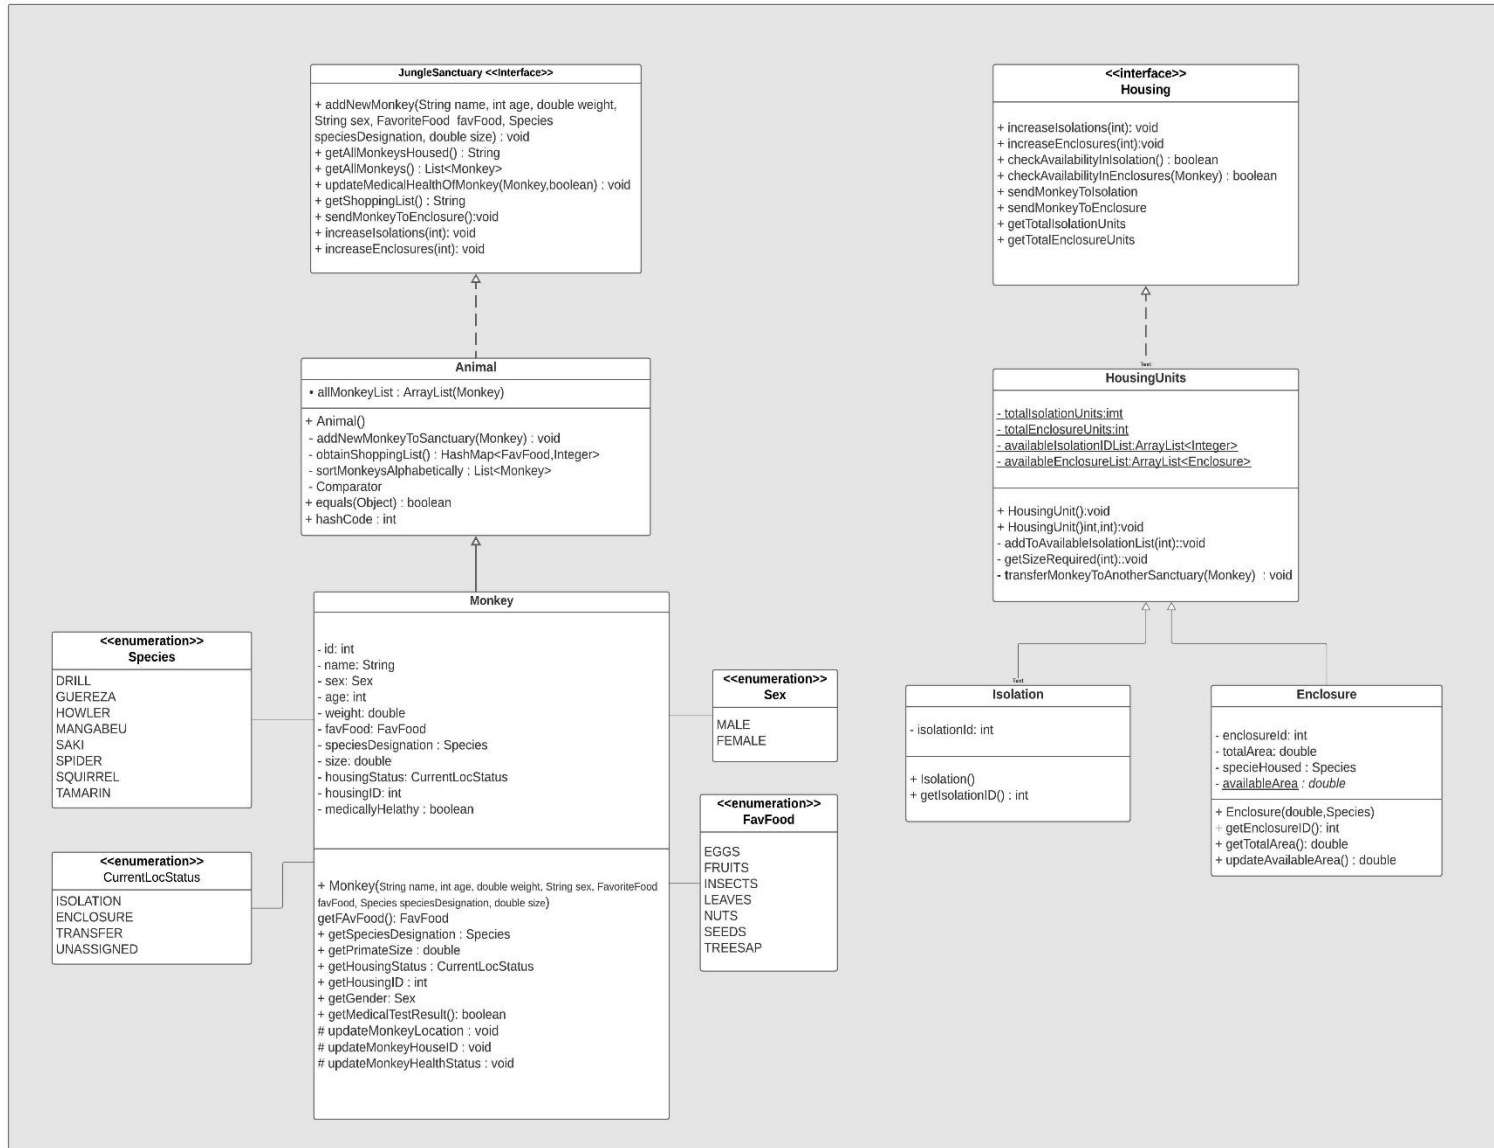 JungleSanctuary <<Interface>>
+ addNewMonkey(String name, int age, double weight,
String sex, FavoriteFood favFood, Species
speciesDesignation, double size) : void
+ getAllMonkeysHoused() : String
+ getAllMonkeys() : List<Monkey>
+ updateMedicalHealthOfMonkey(Monkey,boolean) : void
+ getShoppingList() : String
+ sendMonkeyToEnclosure():void
+ increaseIsolations(int): void
+ increaseEnclosures(int): void
<<interface>>
Housing
+ increaseIsolations(int): void
+ increaseEnclosures(int):void
+ checkAvailabilityInIsolation() : boolean
+ checkAvailabilityInEnclosures(Monkey) : boolean
+ sendMonkeyToIsolation
+ sendMonkeyToEnclosure
+ getTotalIsolationUnits
+ getTotalEnclosureUnits
Animal
• allMonkeyList : ArrayList(Monkey)
+ Animal()
- addNewMonkeyToSanctuary(Monkey) : void
- obtainShoppingList() : HashMap<FavFood,Integer>
- sortMonkeysAlphabetically : List<Monkey>
- Comparator
+ equals(Object) : boolean
+ hashCode : int
Text
HousingUnits
- totalIsolationUnits:imt
- totalEnclosureUnits:int
- availableIsolationIDList:ArrayList<Integer>
- availableEnclosureList:ArrayList<Enclosure>
+ HousingUnit():void
+ HousingUnit()int,int):void
- addToAvailableIsolationList(int)::void
- getSizeRequired(int)::void
- transferMonkeyToAnotherSanctuary(Monkey) : void
Monkey
- id: int
- name: String
- sex: Sex
- age: int
- weight: double
- favFood: FavFood
- speciesDesignation : Species
- size: double
- housingStatus: CurrentLocStatus
- housingID: int
- medicallyHelathy : boolean
+ Monkey(String name, int age, double weight, String sex, FavoriteFood
favFood, Species speciesDesignation, double size)
getFAvFood(): FavFood
+ getSpeciesDesignation : Species
+ getPrimateSize : double
+ getHousingStatus : CurrentLocStatus
+ getHousingID : int
+ getGender: Sex
+ getMedicalTestResult(): boolean
# updateMonkeyLocation : void
# updateMonkeyHouseID : void
# updateMonkeyHealthStatus : void
<<enumeration>>
Species
DRILL
GUEREZA
HOWLER
MANGABEU
SAKI
SPIDER
SQUIRREL
TAMARIN
<<enumeration>>
CurrentLocStatus
ISOLATION
ENCLOSURE
TRANSFER
UNASSIGNED
<<enumeration>>
Sex
MALE
FEMALE
<<enumeration>>
FavFood
EGGS
FRUITS
INSECTS
LEAVES
NUTS
SEEDS
TREESAP
Text
Isolation
- isolationId: int
+ Isolation()
+ getIsolationID() : int
Enclosure
- enclosureId: int
- totalArea: double
- specieHoused : Species
- availableArea : double
+ Enclosure(double,Species)
+ getEnclosureID(): int
+ getTotalArea(): double
+ updateAvailableArea() : double